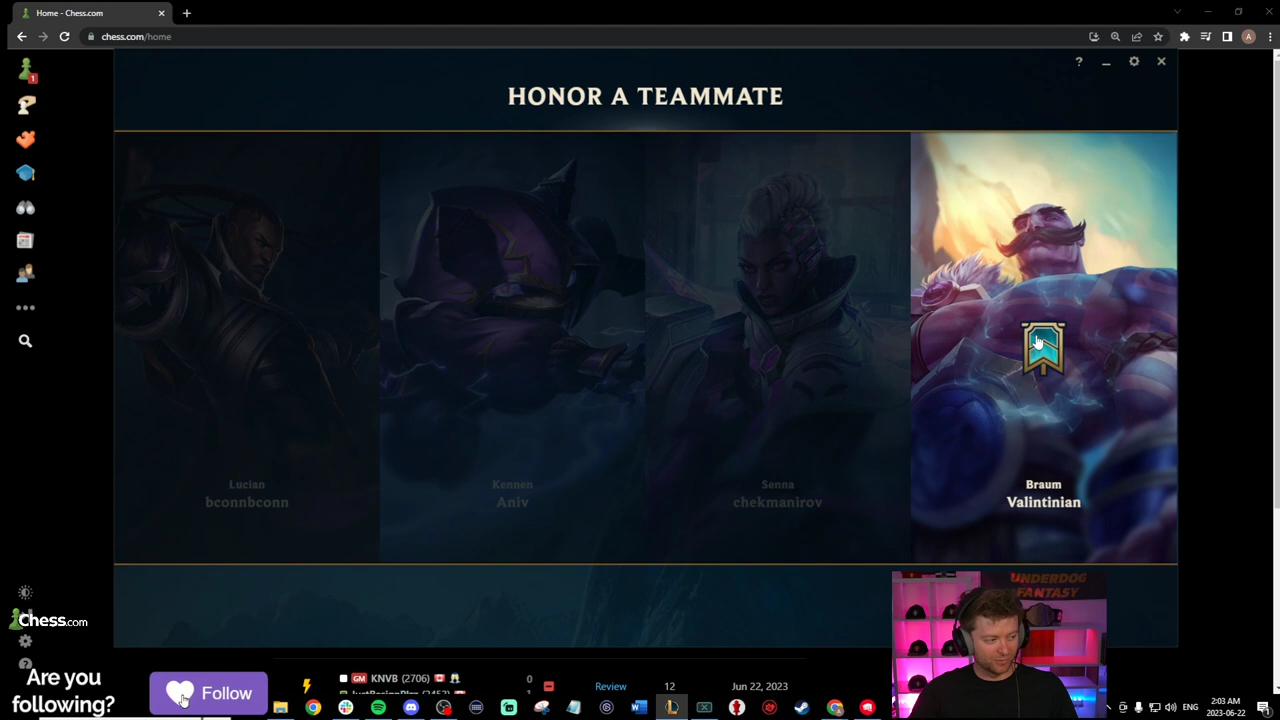 Home - Chess.com
chess.com/home
A
1
HONOR A TEAMMATE
?
Lucian
bconnbconn
Kennen
Aniv
Senna
chekmanirov
Braum
Valintinian
Chess.com
Are you
following?
Follow
UNDERDOG
FANTASY
GM KNVB (2706)
0
Review
12
Jun 22, 2023
ENG
2:03 AM
2023-06-22